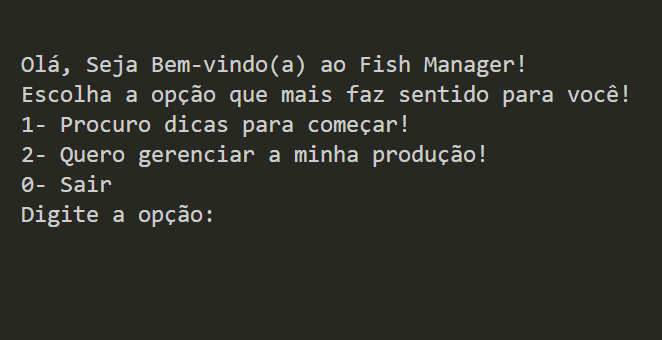 Olá, Seja Bem-vindo(a) ao Fish Manager!
Escolha a opção que mais faz sentido para você!
1- Procuro dicas para começar!
2- Quero gerenciar a minha produção!
0- Sair
Digite a opção: